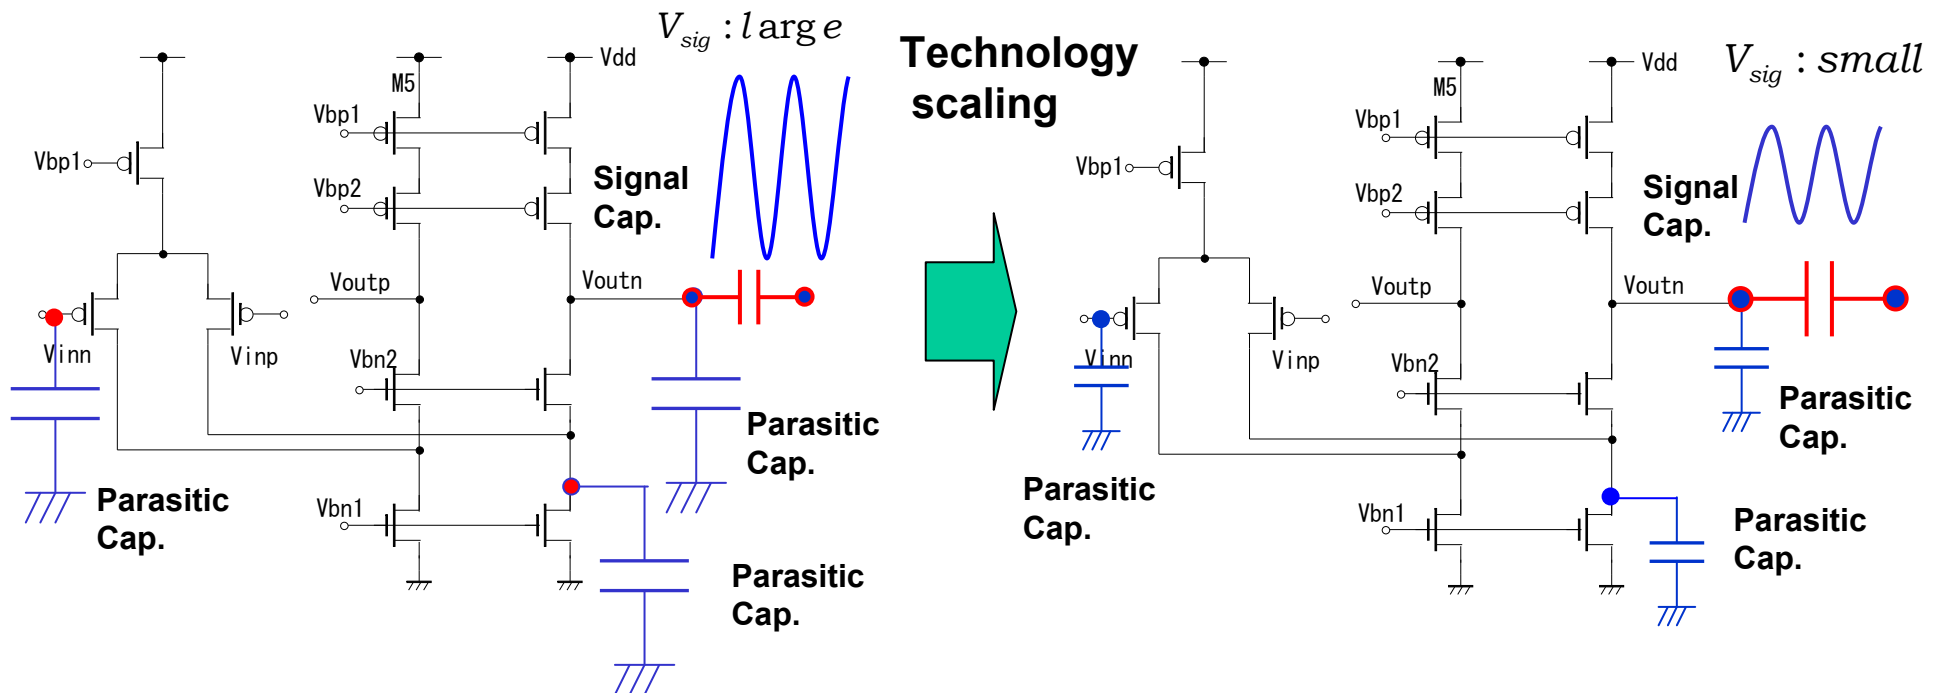 V_sig : large
Technology
scaling
V_sig : small
Vdd
M5
Vbp1
Vbp1
Vbp2
Signal
Cap.
Voutp
Voutn
Vinn
Vinp
Vbn2
Parasitic
Cap.
Parasitic
Cap.
Vbn1
Parasitic
Cap.
Vdd
M5
Vbp1
Vbp1
Vbp2
Signal
Cap.
Voutp
Voutn
Vinn
Vinp
Vbn2
Parasitic
Cap.
Parasitic
Cap.
Vbn1
Parasitic
Cap.